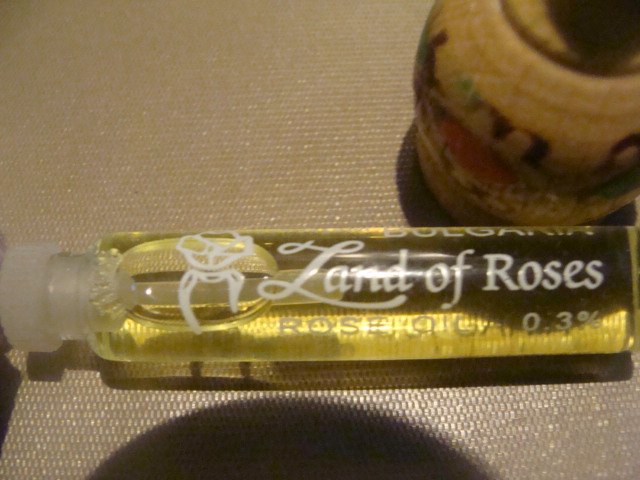 BULGARIA
Land of Roses
ROSE OIL 0.3%